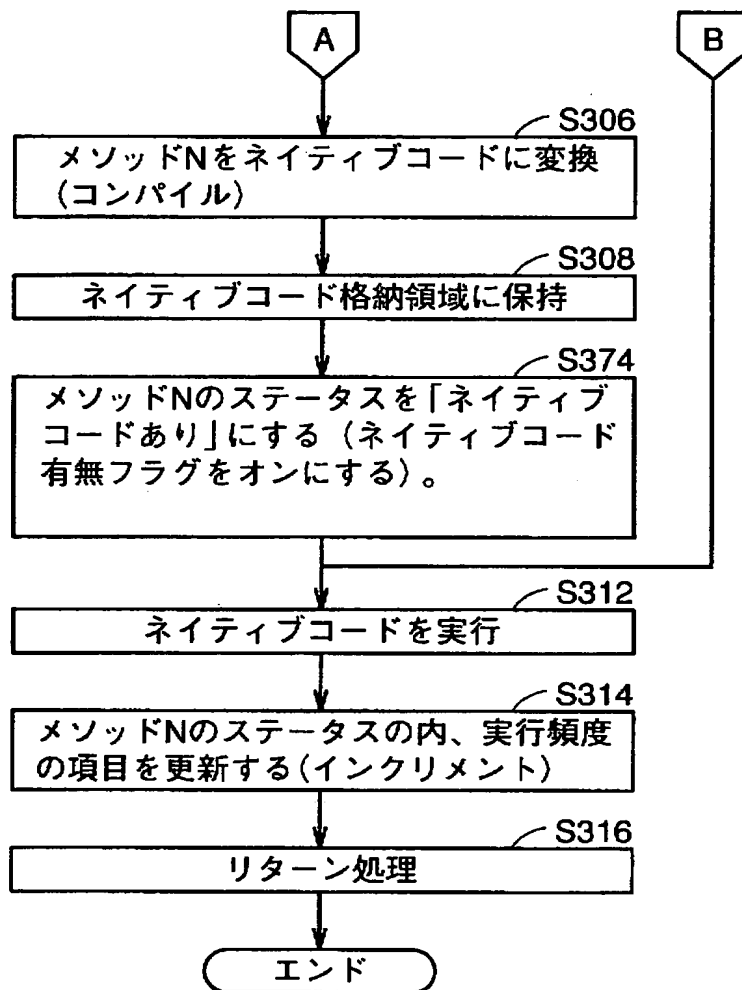 A
B
S306
メソッドNをネイティブコードに変換
(コンパイル)
S308
ネイティブコード格納領域に保持
S374
メソッドNのステータスを「ネイティブ
コードあり」にする(ネイティブコード
有無フラグをオンにする)。
S312
ネイティブコードを実行
S314
メソッドNのステータスの内、実行頻度
の項目を更新する(インクリメント)
S316
リターン処理
エンド